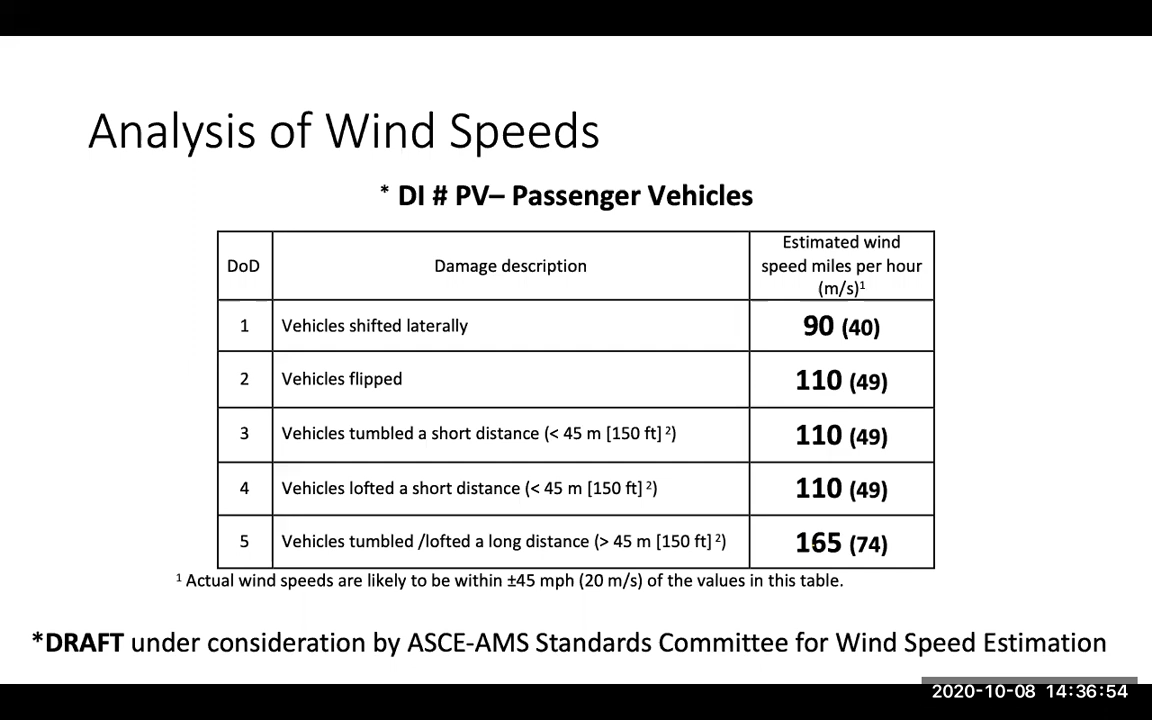 Analysis of Wind Speeds
* DI # PV– Passenger Vehicles
DoD
Damage description
Estimated wind
speed miles per hour
(m/s)¹
1
Vehicles shifted laterally
90 (40)
2
Vehicles flipped
110 (49)
3
Vehicles tumbled a short distance (< 45 m [150 ft] ²)
110 (49)
4
Vehicles lofted a short distance (< 45 m [150 ft] ²)
110 (49)
5
Vehicles tumbled /lofted a long distance (> 45 m [150 ft] ²)
165 (74)
¹ Actual wind speeds are likely to be within ±45 mph (20 m/s) of the values in this table.
*DRAFT under consideration by ASCE-AMS Standards Committee for Wind Speed Estimation
2020-10-08 14:36:54